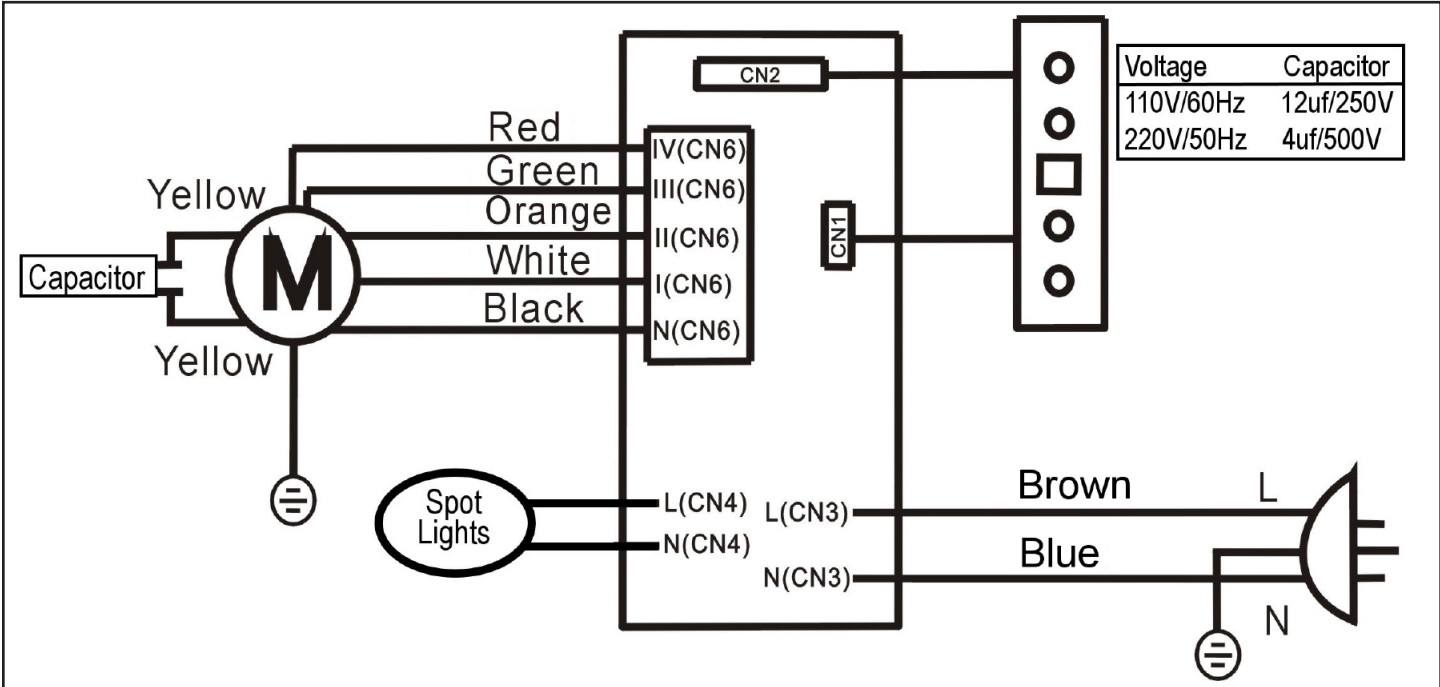 CN2
Voltage Capacitor
110V/60Hz 12uf/250V
220V/50Hz 4uf/500V
Red
IV(CN6)
Green
III(CN6)
Yellow
Orange
II(CN6)
CN1
M
White
Capacitor
I(CN6)
Black
N(CN6)
Yellow
Spot
Lights
L(CN4)
L(CN3)
Brown
L
N(CN4)
Blue
N(CN3)
N